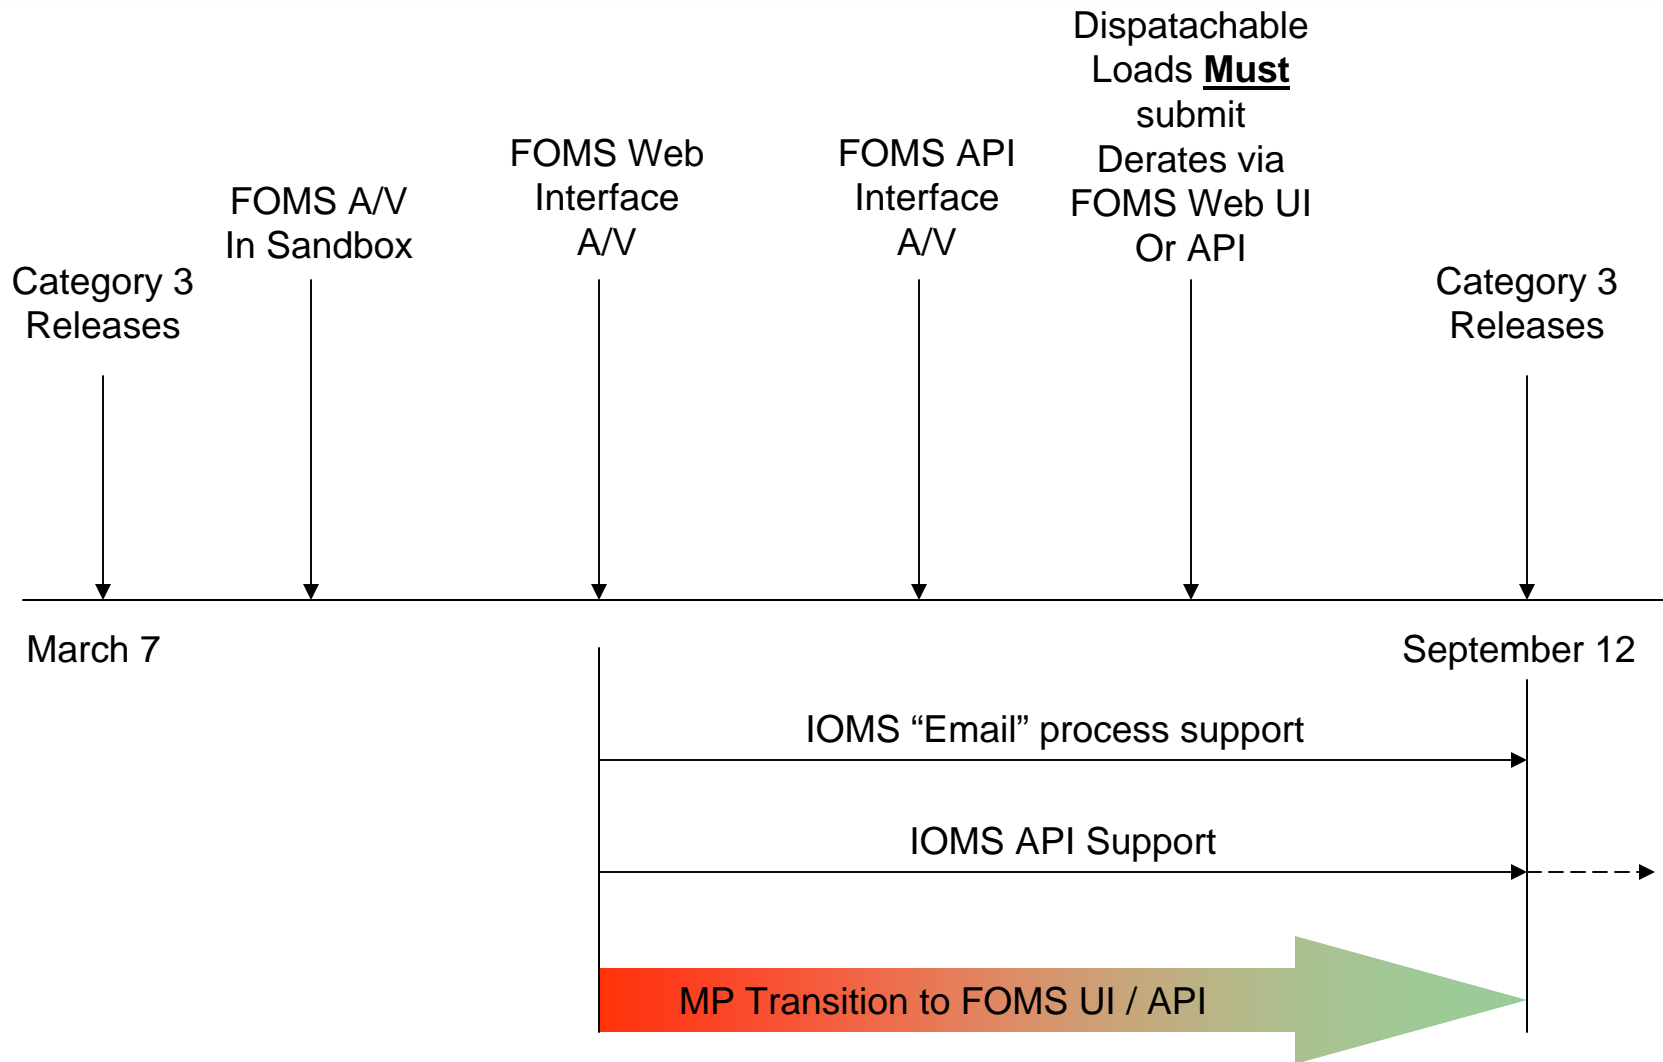 Dispatachable
Loads Must
submit
Derates via
FOMS Web UI
Or API
FOMS Web
Interface
A/V
FOMS API
Interface
A/V
FOMS A/V
In Sandbox
Category 3
Releases
Category 3
Releases
March 7
September 12
IOMS “Email” process support
IOMS API Support
MP Transition to FOMS UI / API